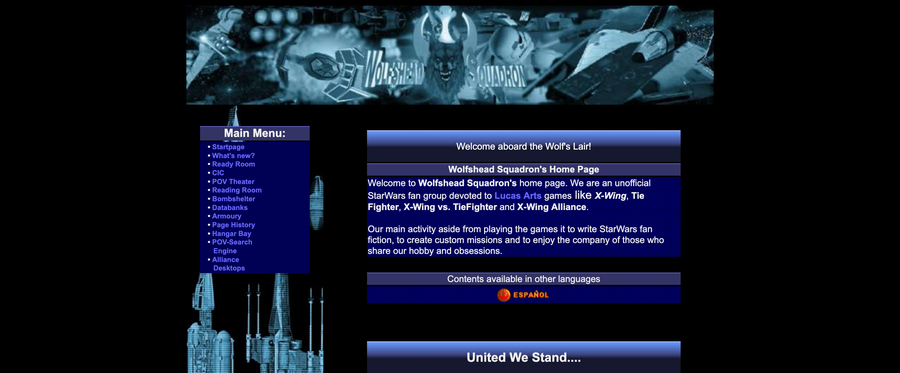 WOLFSHEAD SQUADRON
Main Menu:
• Startpage
• What's new?
• Ready Room
• CIC
• POV Theater
• Reading Room
• Bombshelter
• Databanks
• Armoury
• Page History
• Hangar Bay
• POV-Search
Engine
• Alliance
Desktops
Welcome aboard the Wolf's Lair!
Wolfshead Squadron's Home Page
Welcome to Wolfshead Squadron's home page. We are an unofficial
StarWars fan group devoted to Lucas Arts games like X-Wing, Tie
Fighter, X-Wing vs. TieFighter and X-Wing Alliance.
Our main activity aside from playing the games it to write StarWars fan
fiction, to create custom missions and to enjoy the company of those who
share our hobby and obsessions.
Contents available in other languages
ESPAÑOL
United We Stand....